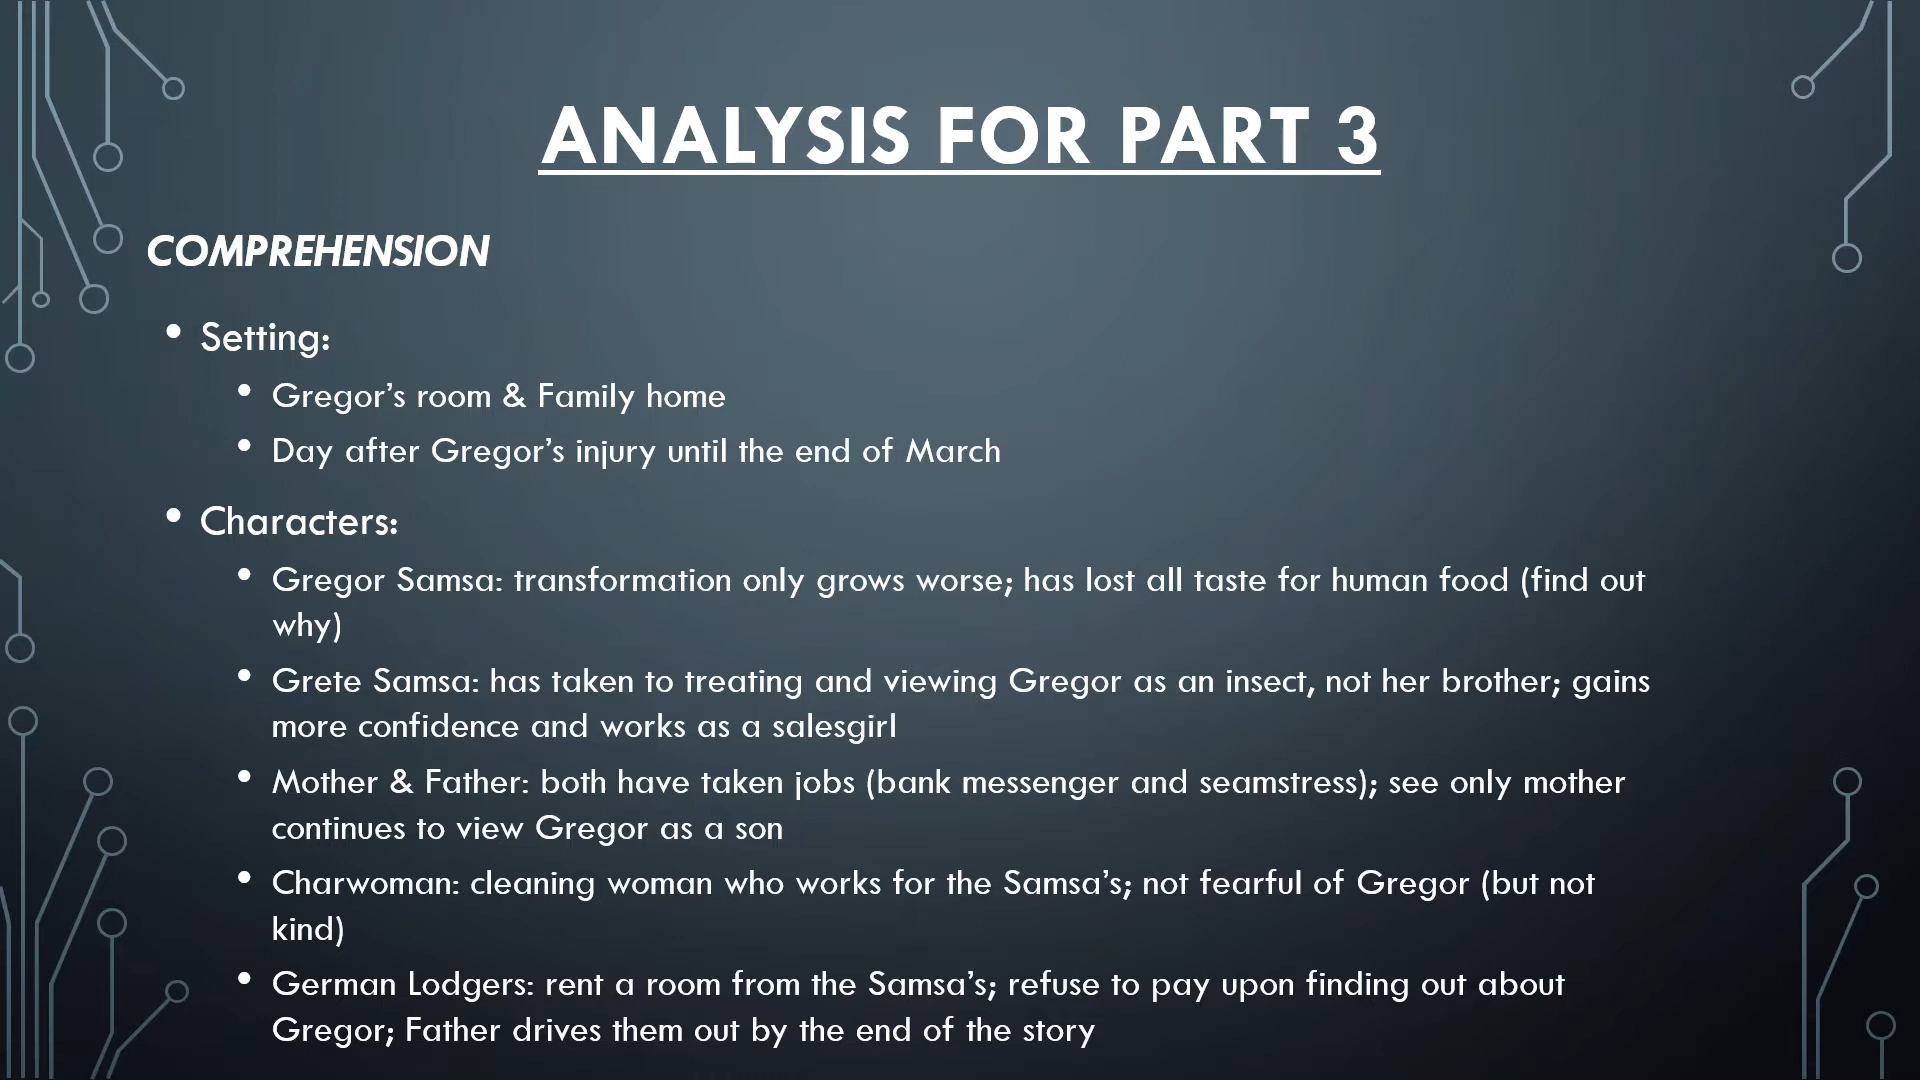 ANALYSIS FOR PART 3
COMPREHENSION
• Setting:
• Gregor’s room & Family home
• Day after Gregor’s injury until the end of March
• Characters:
• Gregor Samsa: transformation only grows worse; has lost all taste for human food (find out
why)
• Grete Samsa: has taken to treating and viewing Gregor as an insect, not her brother; gains
more confidence and works as a salesgirl
• Mother & Father: both have taken jobs (bank messenger and seamstress); see only mother
continues to view Gregor as a son
• Charwoman: cleaning woman who works for the Samsa’s; not fearful of Gregor (but not
kind)
• German Lodgers: rent a room from the Samsa’s; refuse to pay upon finding out about
Gregor; Father drives them out by the end of the story